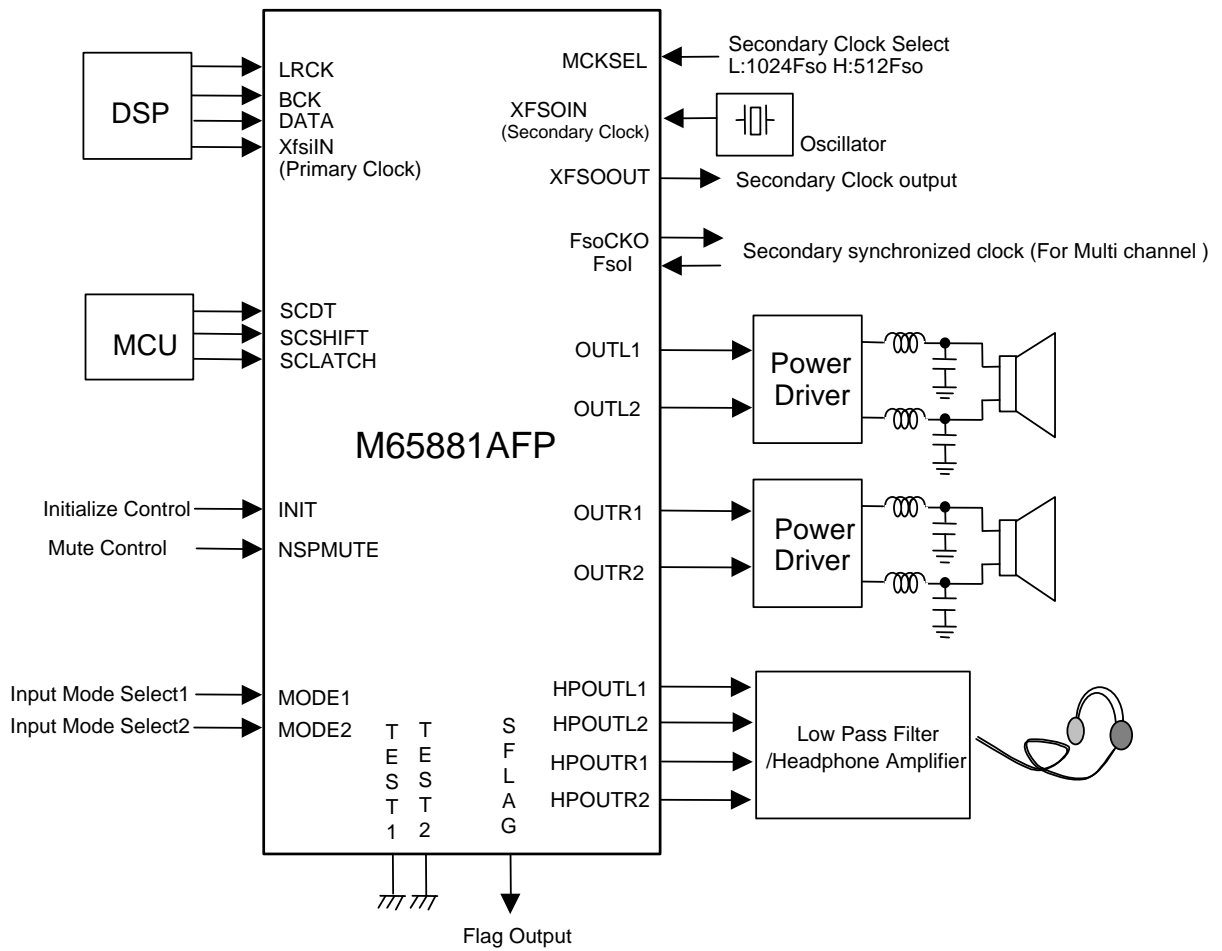 DSP
LRCK
BCK
DATA
XfsiIN
(Primary Clock)
MCU
SCDT
SCSHIFT
SCLATCH
M65881AFP
Initialize Control
INIT
Mute Control
NSPMUTE
Input Mode Select1
MODE1
Input Mode Select2
MODE2
TEST1
TEST2
SFLAG
Flag Output
MCKSEL
Secondary Clock Select
L:1024Fso H:512Fso
XFSOIN
(Secondary Clock)
Oscillator
XFSOOUT
Secondary Clock output
FsoCKO
FsoI
Secondary synchronized clock (For Multi channel )
OUTL1
OUTL2
Power
Driver
OUTR1
OUTR2
Power
Driver
HPOUTL1
HPOUTL2
HPOUTR1
HPOUTR2
Low Pass Filter
/Headphone Amplifier